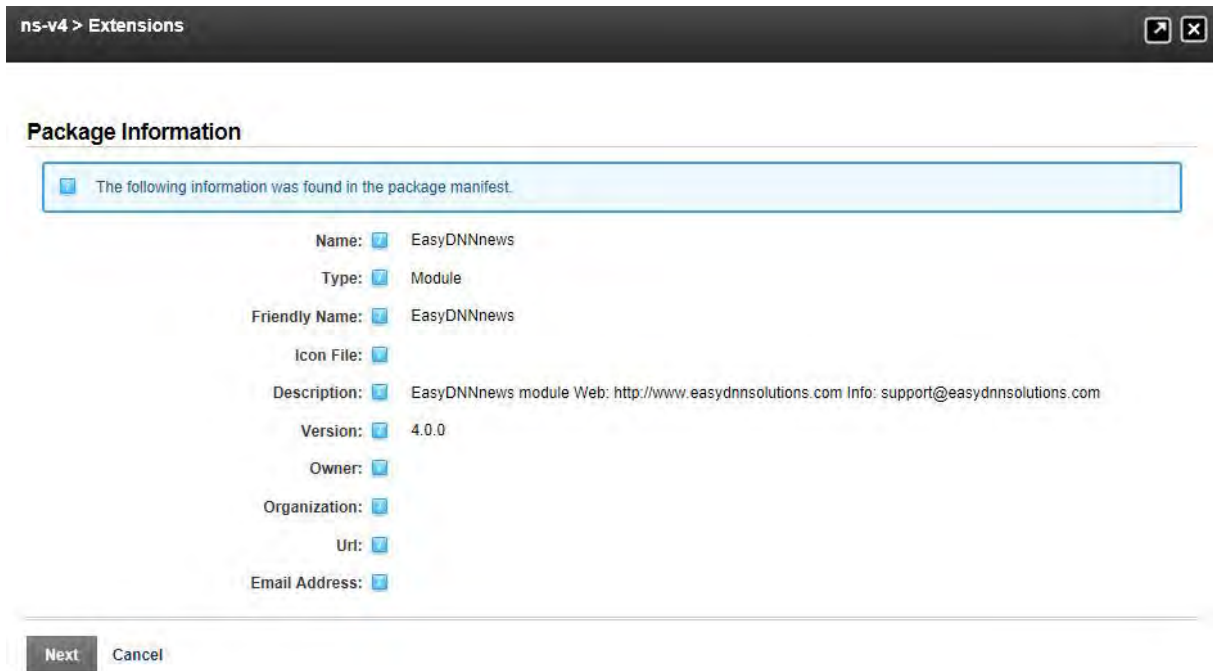 ns-v4 > Extensions
Package Information
The following information was found in the package manifest.
Name: EasyDNNnews
Type: Module
Friendly Name: EasyDNNnews
Icon File:
Description: EasyDNNnews module Web: http://www.easydnnsolutions.com Info: support@easydnnsolutions.com
Version: 4.0.0
Owner:
Organization:
Url:
Email Address:
Next Cancel